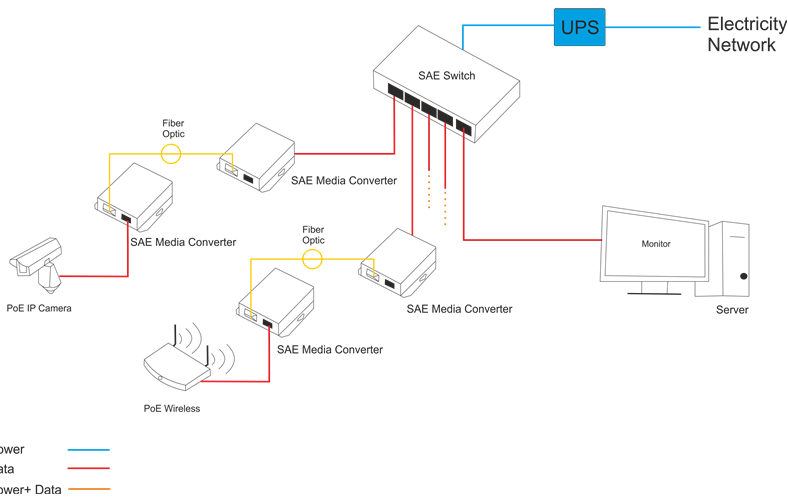 Electricity
Network
UPS
SAE Switch
Fiber
Optic
SAE Media Converter
SAE Media Converter
Fiber
Optic
Monitor
PoE IP Camera
SAE Media Converter
Server
SAE Media Converter
PoE Wireless
ower
ata
ower+ Data